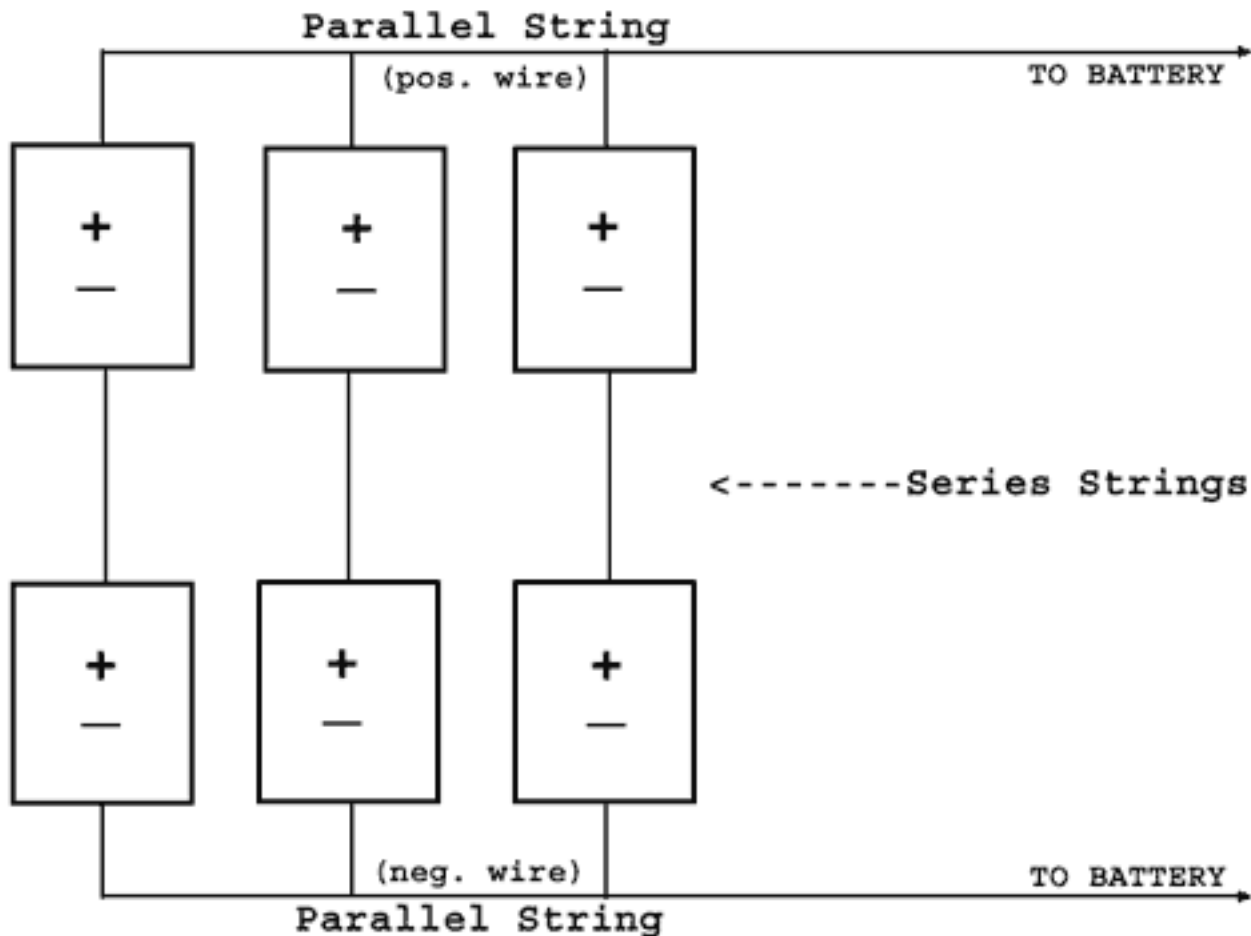 Parallel String
(pos. wire)
TO BATTERY
+ + +
— — —
<-------Series Strings
+ + +
— — —
(neg. wire)
TO BATTERY
Parallel String